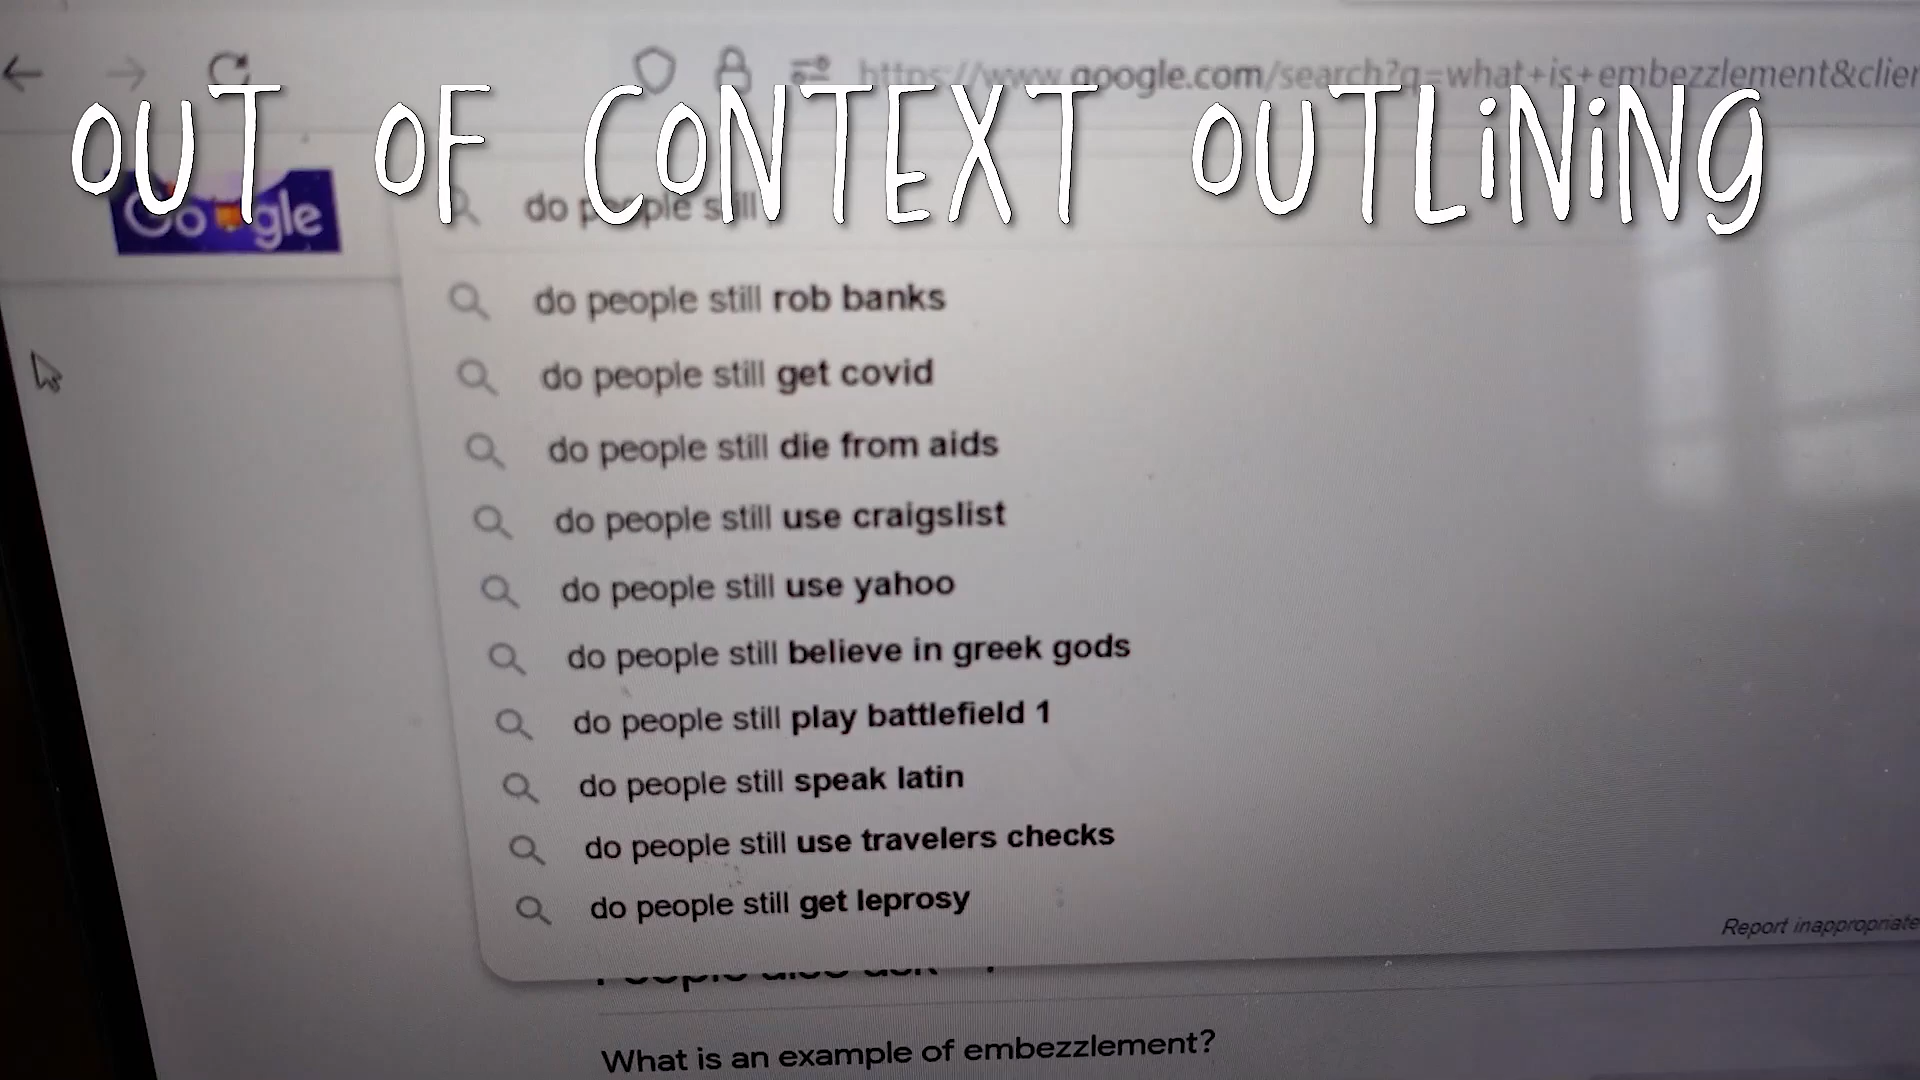 https://www.google.com/search?q=what+is+embezzlement&clien
OUT OF CONTEXT OUTLINING
Google
do people still
do people still rob banks
do people still get covid
do people still die from aids
do people still use craigslist
do people still use yahoo
do people still believe in greek gods
do people still play battlefield 1
do people still speak latin
do people still use travelers checks
do people still get leprosy
Report inappropriate
People also ask
What is an example of embezzlement?